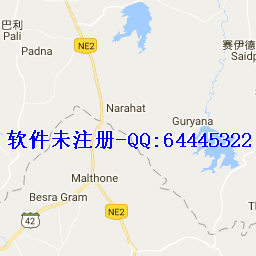 巴利
Pali
赛伊德
Saidp
Padna
NE2
Narahat
Guryana
软件未注册-QQ:64445322
Malthone
Besra Gram
42
NE2
Th